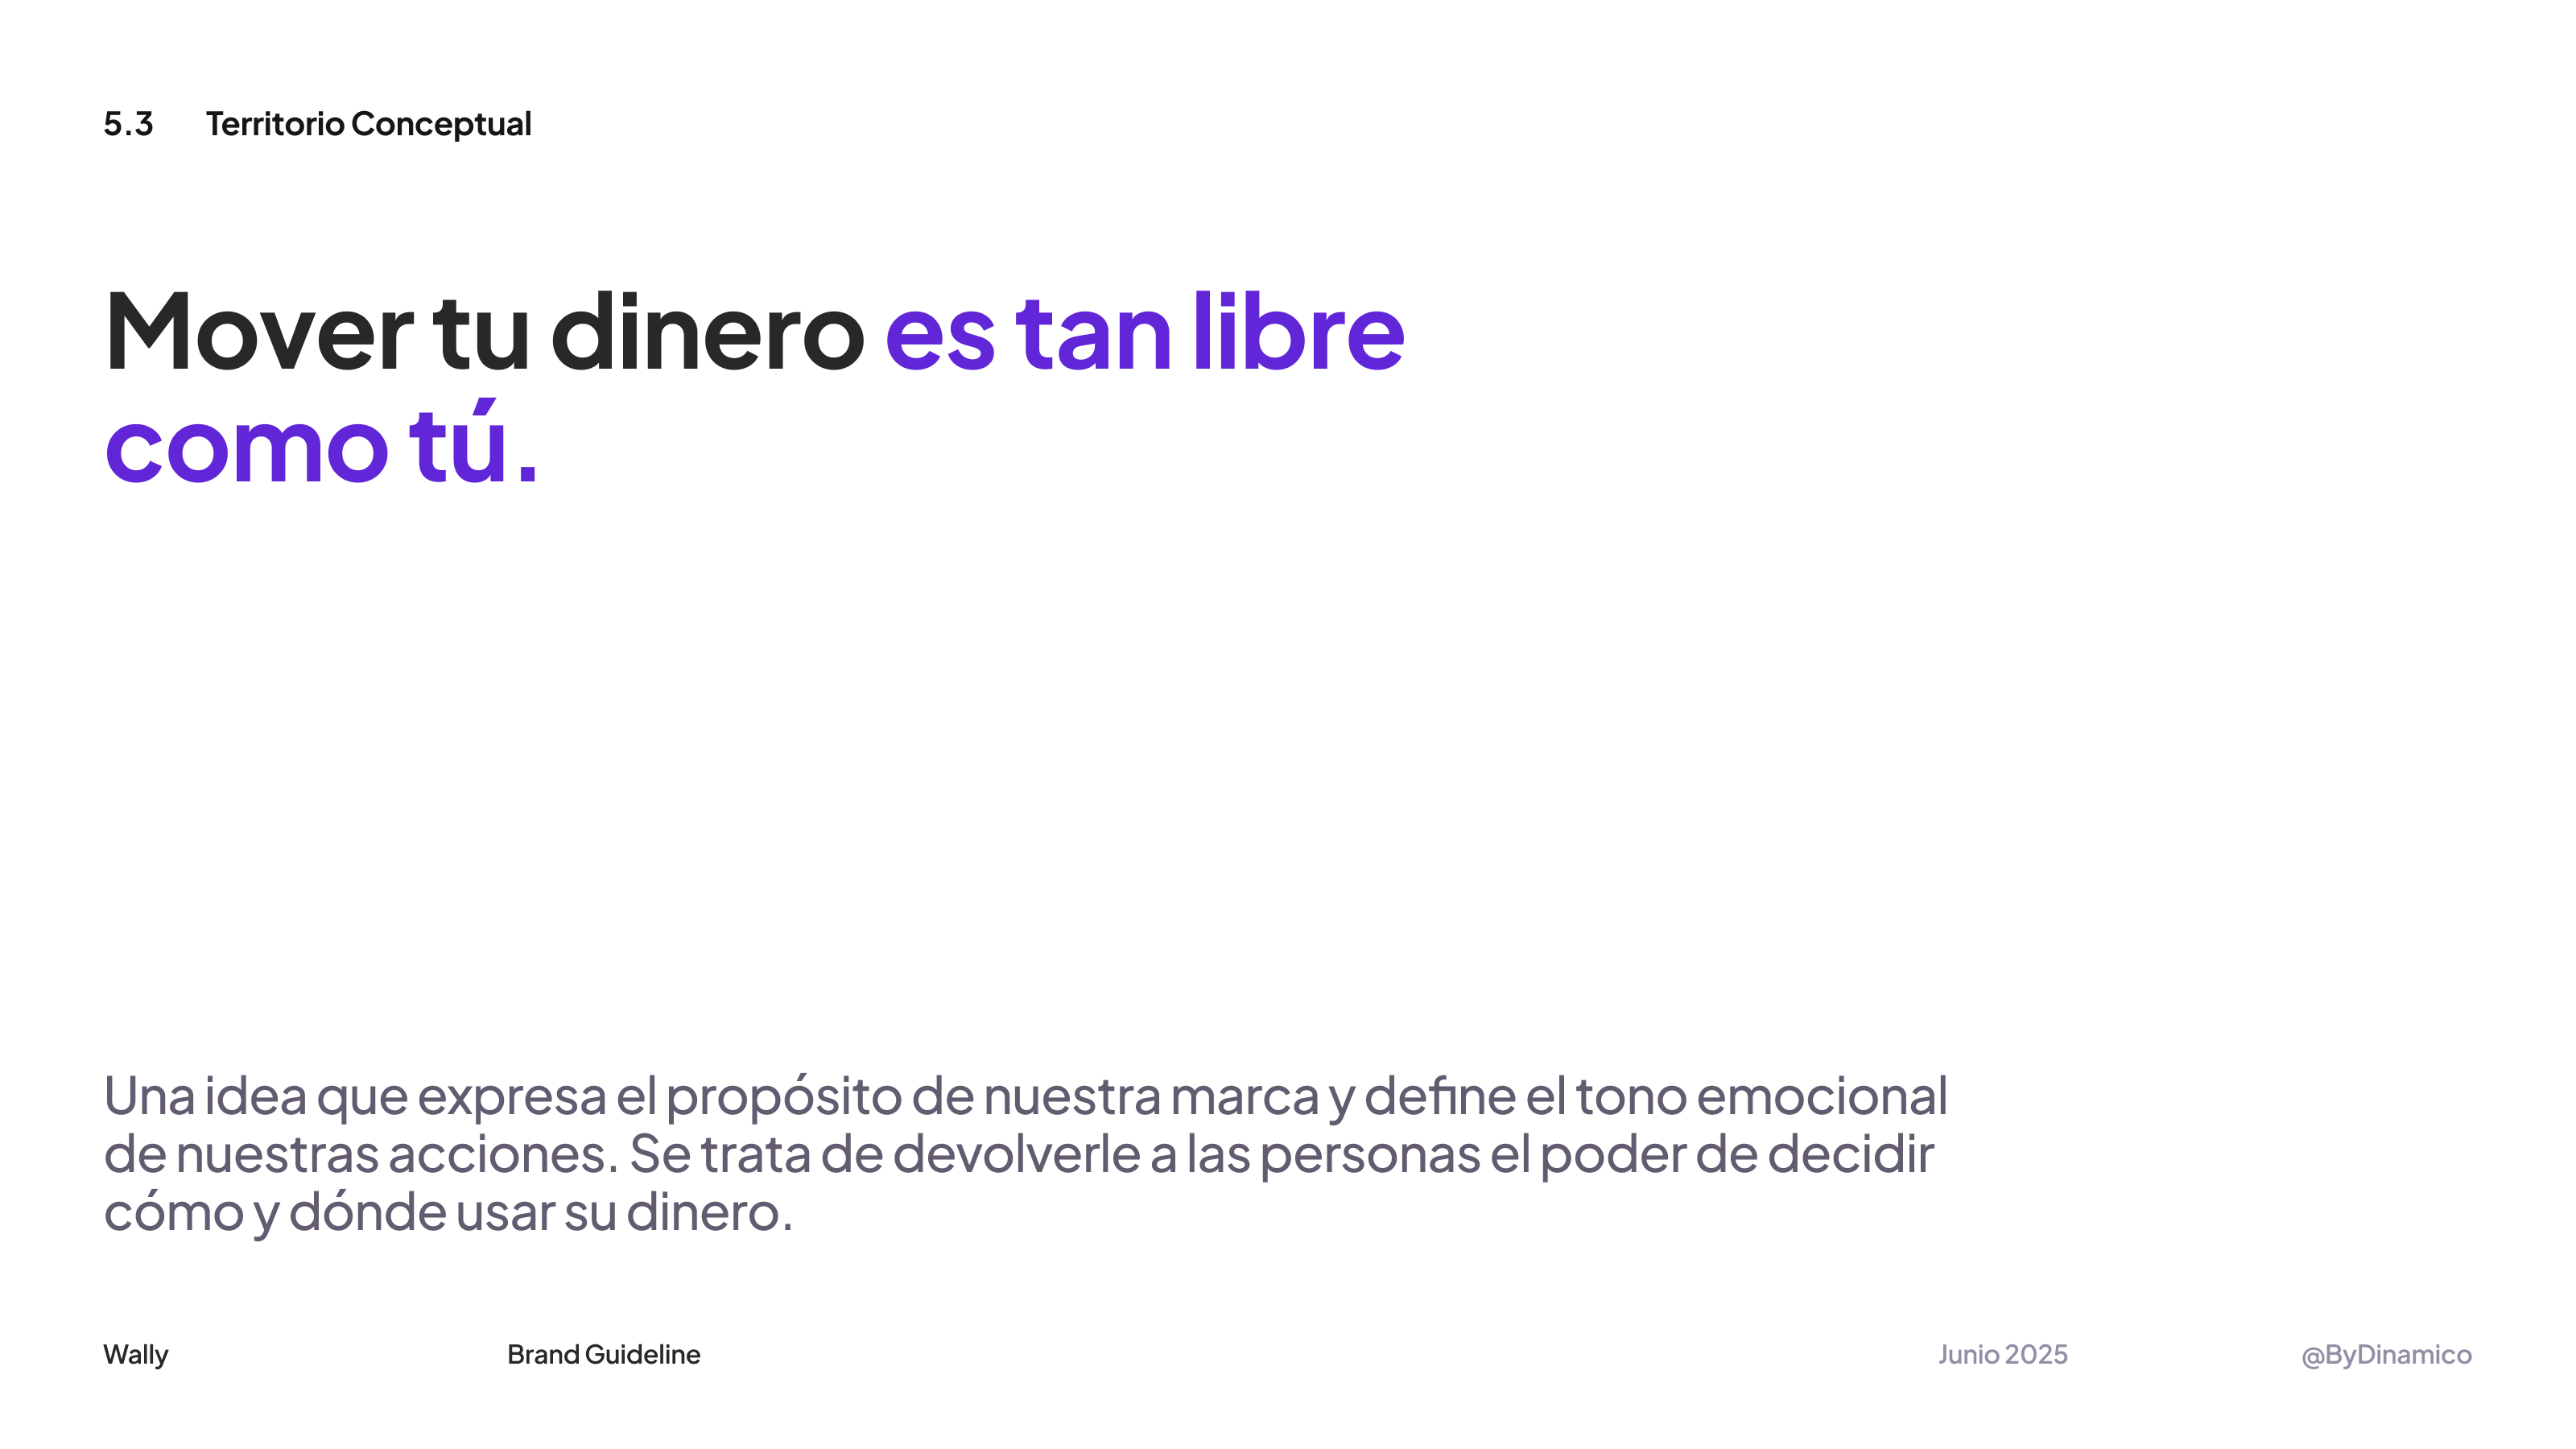 5.3 Territorio Conceptual
Mover tu dinero es tan libre
como tú.
Una idea que expresa el propósito de nuestra marca y define el tono emocional
de nuestras acciones. Se trata de devolverle a las personas el poder de decidir
cómo y dónde usar su dinero.
Wally Brand Guideline Junio 2025 @ByDinamico